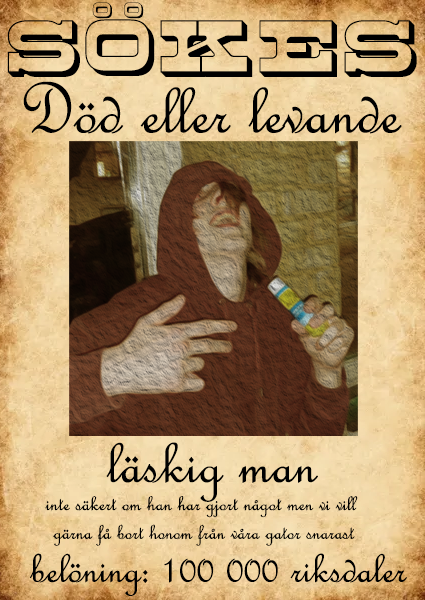 SÖKES
Död eller levande
läskig man
inte säkert om han har gjort något men vi vill
gärna få bort honom från våra gator snarast
belöning: 100 000 riksdaler